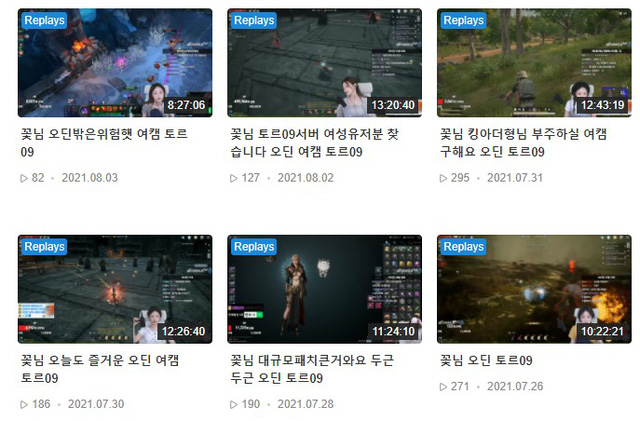 Replays
8:27:06
Replays
13:20:40
Replays
12:43:19
꽃님 오딘밖은위험햇 여캠 토르
09
▷ 82 • 2021.08.03
꽃님 토르09서버 여성유저분 찾
습니다 오딘 여캠 토르09
▷ 127 • 2021.08.02
꽃님 킹아더형님 부주하실 여캠
구해요 오딘 토르09
▷ 295 • 2021.07.31
Replays
12:26:40
Replays
11:24:10
Replays
10:22:21
꽃님 오늘도 즐거운 오딘 여캠
토르09
▷ 186 • 2021.07.30
꽃님 대규모패치큰거와요 두근
두근 오딘 토르09
▷ 190 • 2021.07.28
꽃님 오딘 토르09
▷ 271 • 2021.07.26